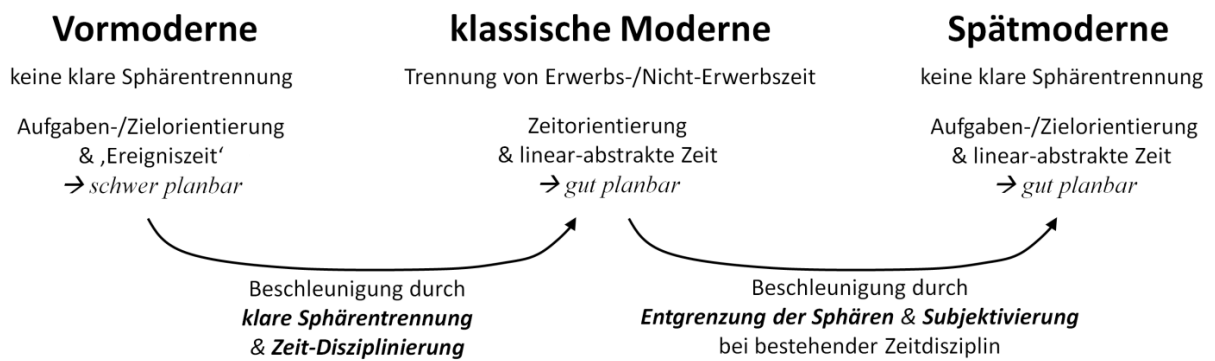 Vormoderne
keine klare Sphärentrennung
Aufgaben-/Zielorientierung
& ‚Ereigniszeit‘
→ schwer planbar
klassische Moderne
Trennung von Erwerbs-/Nicht-Erwerbszeit
Zeitorientierung
& linear-abstrakte Zeit
→ gut planbar
Spätmoderne
keine klare Sphärentrennung
Aufgaben-/Zielorientierung
& linear-abstrakte Zeit
→ gut planbar
Beschleunigung durch
klare Sphärentrennung
& Zeit-Disziplinierung
Beschleunigung durch
Entgrenzung der Sphären & Subjektivierung
bei bestehender Zeitdisziplin